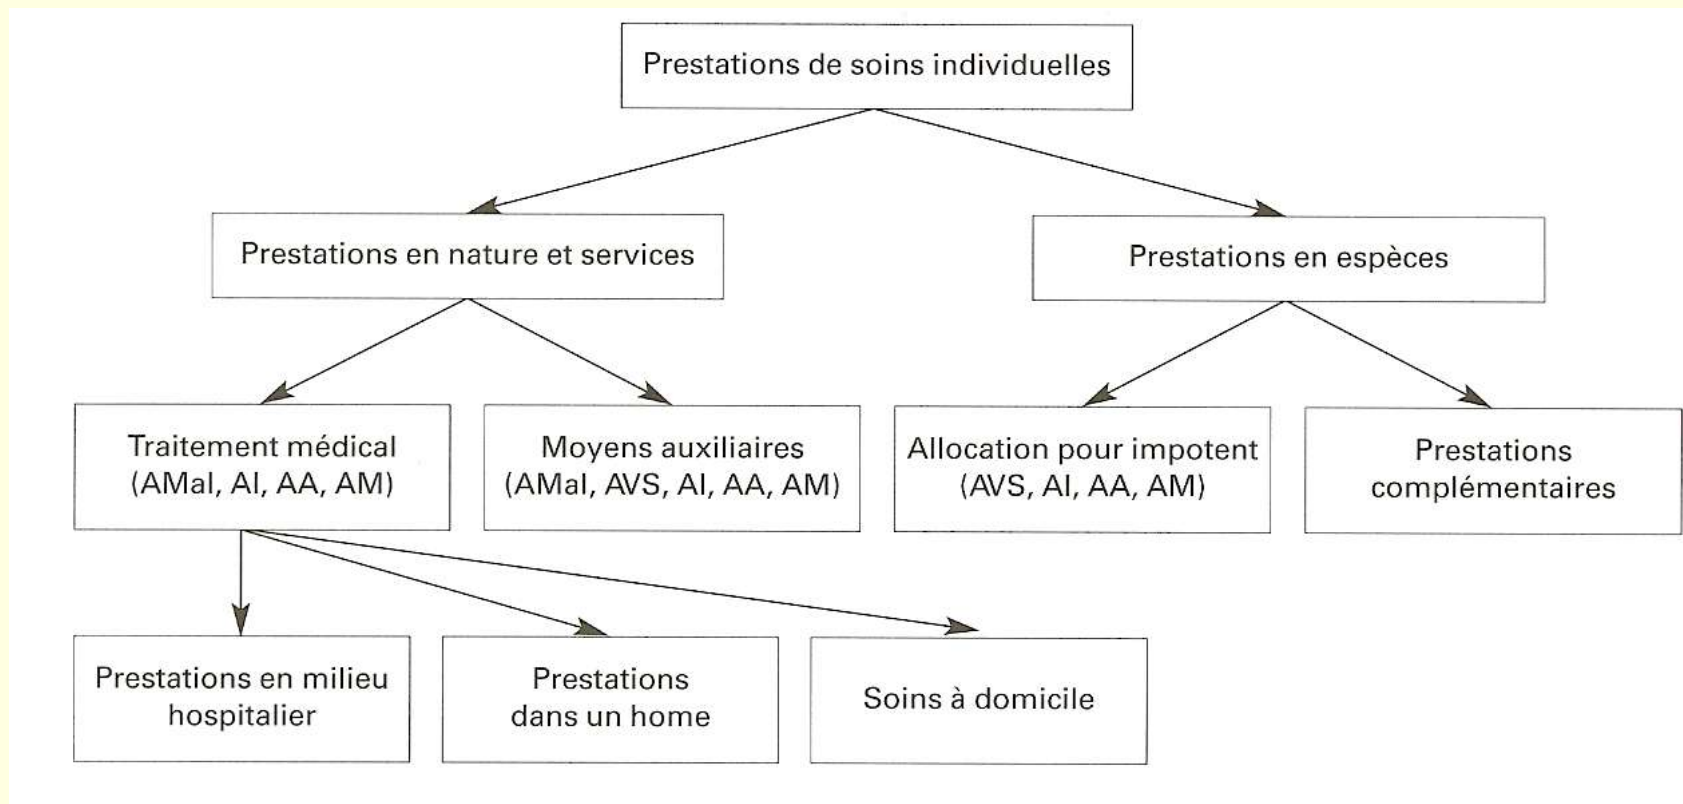 Prestations de soins individuelles
Prestations en nature et services
Prestations en espèces
Traitement médical
(AMal, AI, AA, AM)
Moyens auxiliaires
(AMal, AVS, AI, AA, AM)
Allocation pour impotent
(AVS, AI, AA, AM)
Prestations
complémentaires
Prestations en milieu
hospitalier
Prestations
dans un home
Soins à domicile